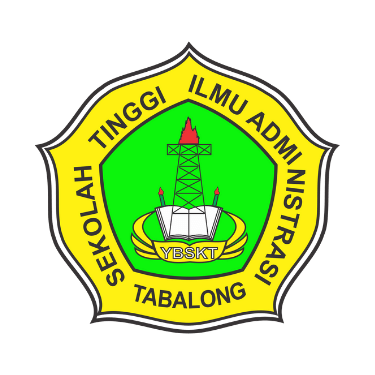 SEKOLAH TINGGI ILMU ADMINISTRASI
TABALONG
YBSKT